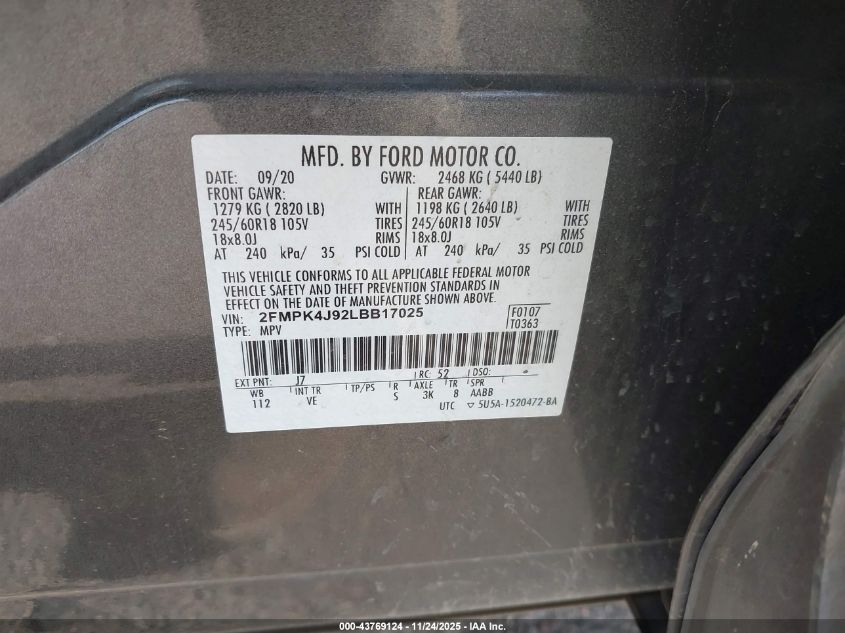 MFD. BY FORD MOTOR CO.
DATE: 09/20 GVWR: 2468 KG ( 5440 LB)
FRONT GAWR: REAR GAWR:
1279 KG ( 2820 LB) WITH 1198 KG ( 2640 LB) WITH
245/60R18 105V TIRES 245/60R18 105V TIRES
18x8.0J RIMS 18x8.0J RIMS
AT 240 kPa/ 35 PSI COLD AT 240 kPa/ 35 PSI COLD
THIS VEHICLE CONFORMS TO ALL APPLICABLE FEDERAL MOTOR
VEHICLE SAFETY AND THEFT PREVENTION STANDARDS IN
EFFECT ON THE DATE OF MANUFACTURE SHOWN ABOVE.
VIN: 2FMPK4J92LBB17025 F0107
TYPE: MPV T0363
EXT PNT: J7 RC: 52 DSO:
WB INT TR TP/PS R AXLE TR SPR
112 VE S 3K 8 AABB
UTC ▽ 5U5A-1520472-BA
000-43769124 - 11/24/2025 - IAA Inc.